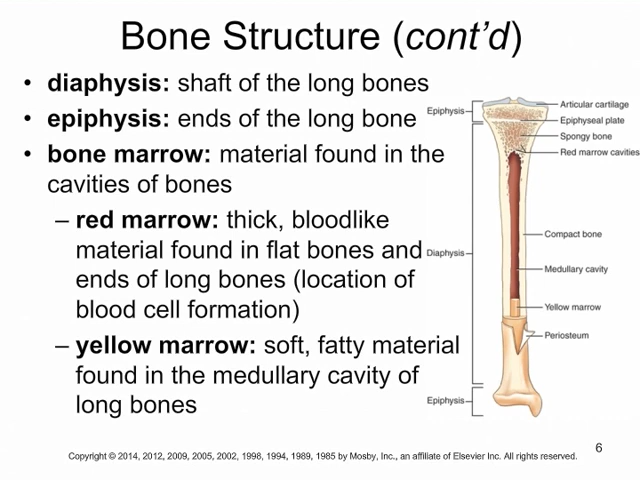 Bone Structure (cont’d)
• diaphysis: shaft of the long bones
• epiphysis: ends of the long bone
• bone marrow: material found in the
cavities of bones
– red marrow: thick, bloodlike
material found in flat bones and
ends of long bones (location of
blood cell formation)
– yellow marrow: soft, fatty material
found in the medullary cavity of
long bones
Epiphysis
Diaphysis
Epiphysis
Articular cartilage
Epiphyseal plate
Spongy bone
Red marrow cavities
Compact bone
Medullary cavity
Yellow marrow
Periosteum
6
Copyright © 2014, 2012, 2009, 2005, 2002, 1998, 1994, 1989, 1985 by Mosby, Inc., an affiliate of Elsevier Inc. All rights reserved.